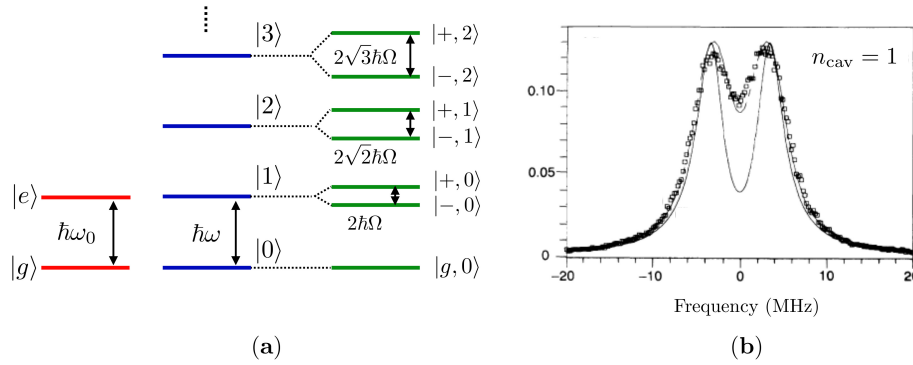 |3⟩
|+, 2⟩
2√3ħΩ
|−, 2⟩
|2⟩
|+, 1⟩
|−, 1⟩
2√2ħΩ
|1⟩
|+, 0⟩
|e⟩
|−, 0⟩
2ħΩ
ħω₀
ħω
|0⟩
|g⟩
|g, 0⟩
(a)
n_cav = 1
0.10
0.05
0
−20
−10
0
10
20
Frequency (MHz)
(b)